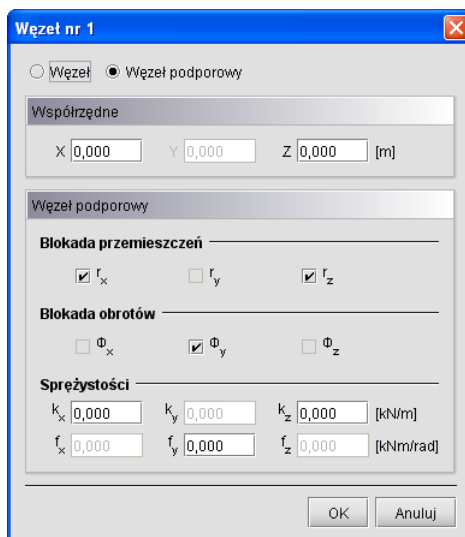 Węzeł nr 1
Węzeł Węzeł podporowy
Współrzędne
X 0,000 Y 0,000 Z 0,000 [m]
Węzeł podporowy
Blokada przemieszczeń
rx ry rz
Blokada obrotów
Φx Φy Φz
Sprężystości
kx 0,000 ky 0,000 kz 0,000 [kN/m]
fx 0,000 fy 0,000 fz 0,000 [kNm/rad]
OK Anuluj